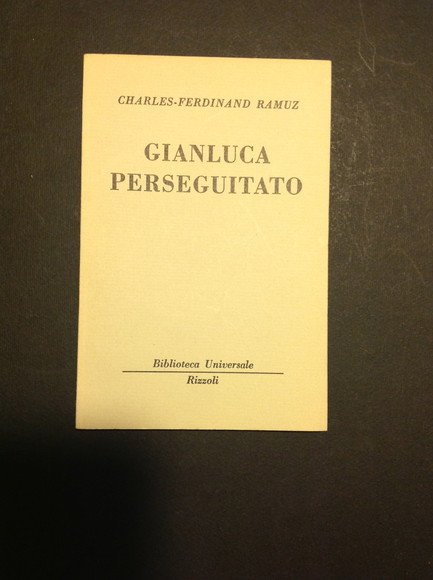 CHARLES-FERDINAND RAMUZ
GIANLUCA
PERSEGUITATO
Biblioteca Universale
Rizzoli